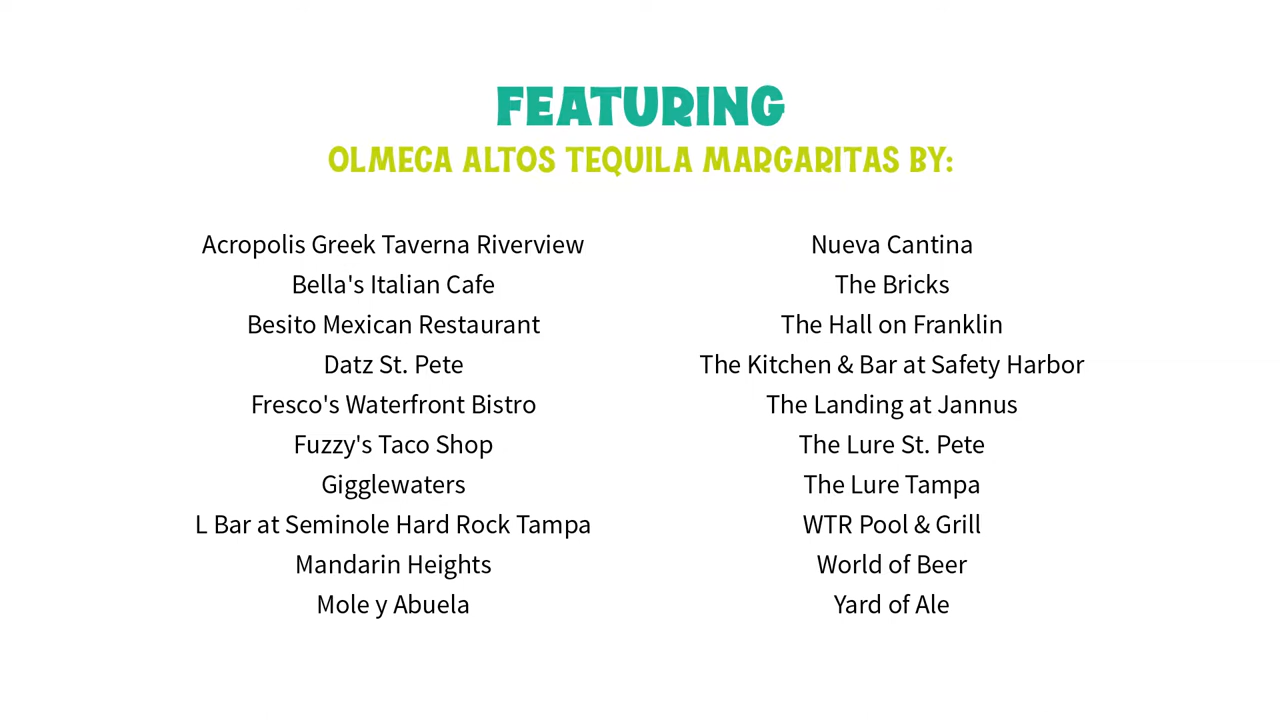 FEATURING
OLMECA ALTOS TEQUILA MARGARITAS BY:
Acropolis Greek Taverna Riverview
Bella's Italian Cafe
Besito Mexican Restaurant
Datz St. Pete
Fresco's Waterfront Bistro
Fuzzy's Taco Shop
Gigglewaters
L Bar at Seminole Hard Rock Tampa
Mandarin Heights
Mole y Abuela
Nueva Cantina
The Bricks
The Hall on Franklin
The Kitchen & Bar at Safety Harbor
The Landing at Jannus
The Lure St. Pete
The Lure Tampa
WTR Pool & Grill
World of Beer
Yard of Ale